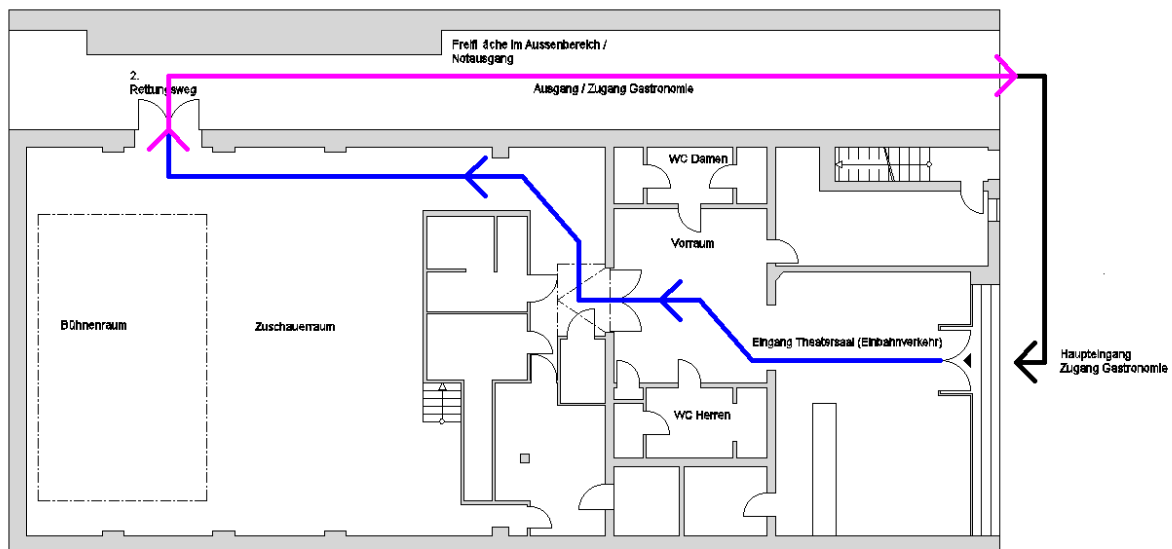 Freifl äche im Aussenbereich /
Notausgang
2.
Rettungsweg
Ausgang / Zugang Gastronomie
WC Damen
Vorraum
Bühnenraum
Zuschauerraum
Eingang Theatersaal (Einbahnverkehr)
Haupteingang
Zugang Gastronomie
WC Herren